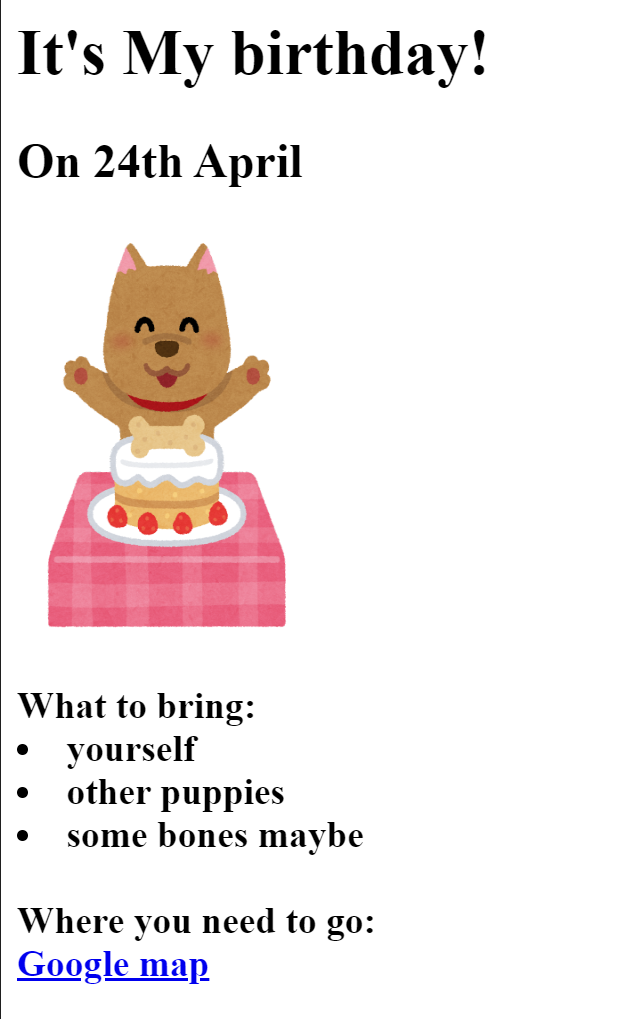 It's My birthday!
On 24th April
What to bring:
• yourself
• other puppies
• some bones maybe
Where you need to go:
Google map